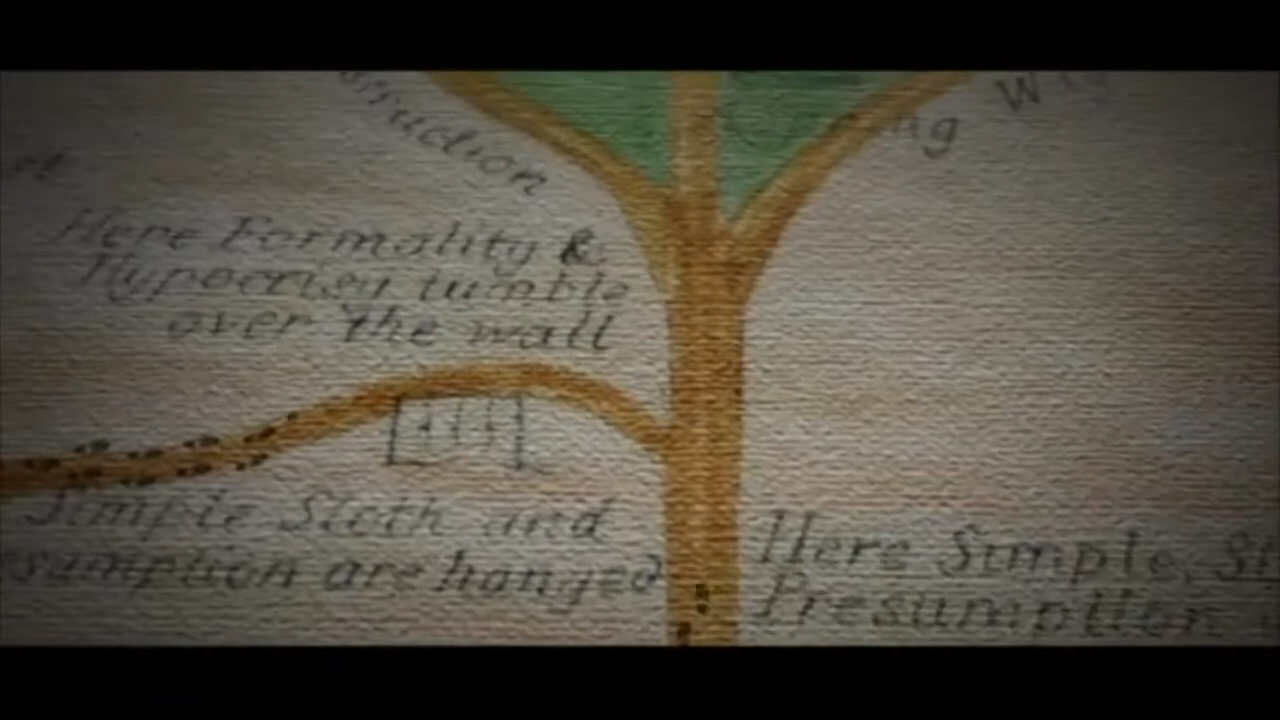 Here Formality &
Hypocrisy tumble
over the wall
Simple Sloth and
sumption are hanged
Here Simple, Sl
Presumption